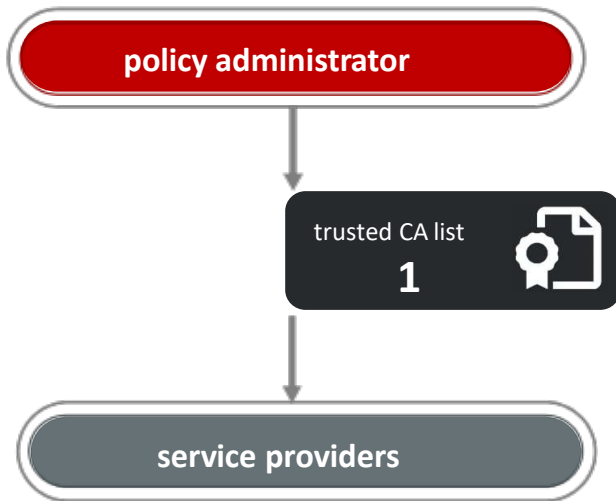 policy administrator
trusted CA list
1
service providers